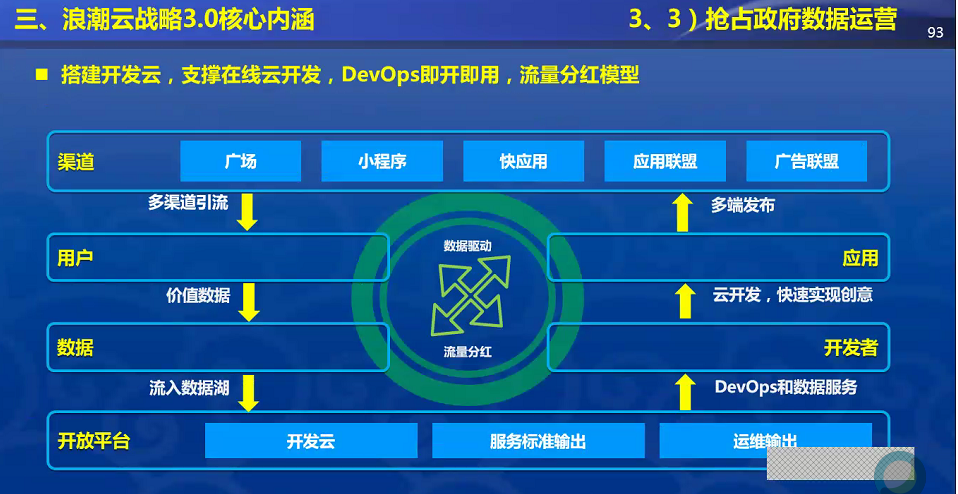 三、浪潮云战略3.0核心内涵
3、3）抢占政府数据运营
93
搭建开发云，支撑在线云开发，DevOps即开即用，流量分红模型
渠道
广场
小程序
快应用
应用联盟
广告联盟
多渠道引流
多端发布
用户
数据驱动
应用
价值数据
云开发，快速实现创意
数据
流量分红
开发者
流入数据湖
DevOps和数据服务
开放平台
开发云
服务标准输出
运维输出